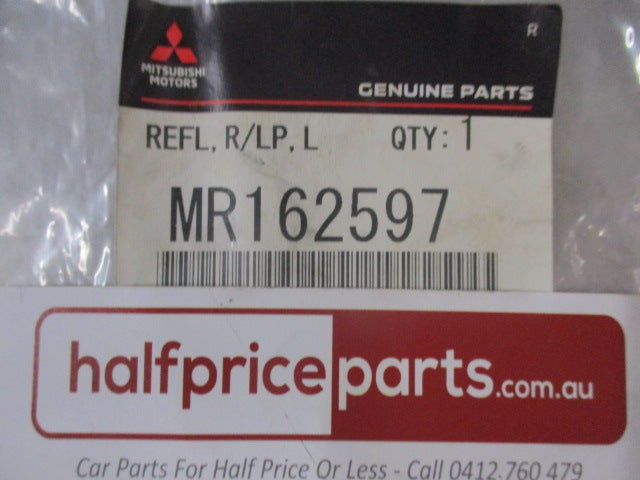 R
MITSUBISHI
MOTORS
GENUINE PARTS
REFL, R/LP, L QTY: 1
MR162597
halfpriceparts.com.au
Car Parts For Half Price Or Less - Call 0412 760 479